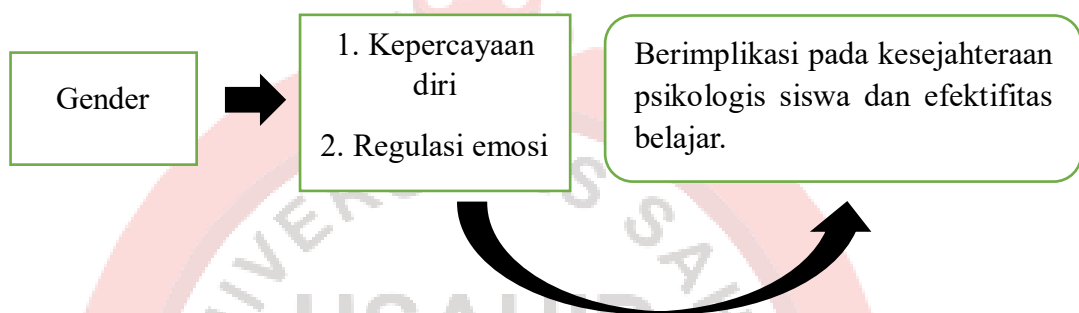 Gender
1. Kepercayaan
diri
2. Regulasi emosi
Berimplikasi pada kesejahteraan
psikologis siswa dan efektifitas
belajar.